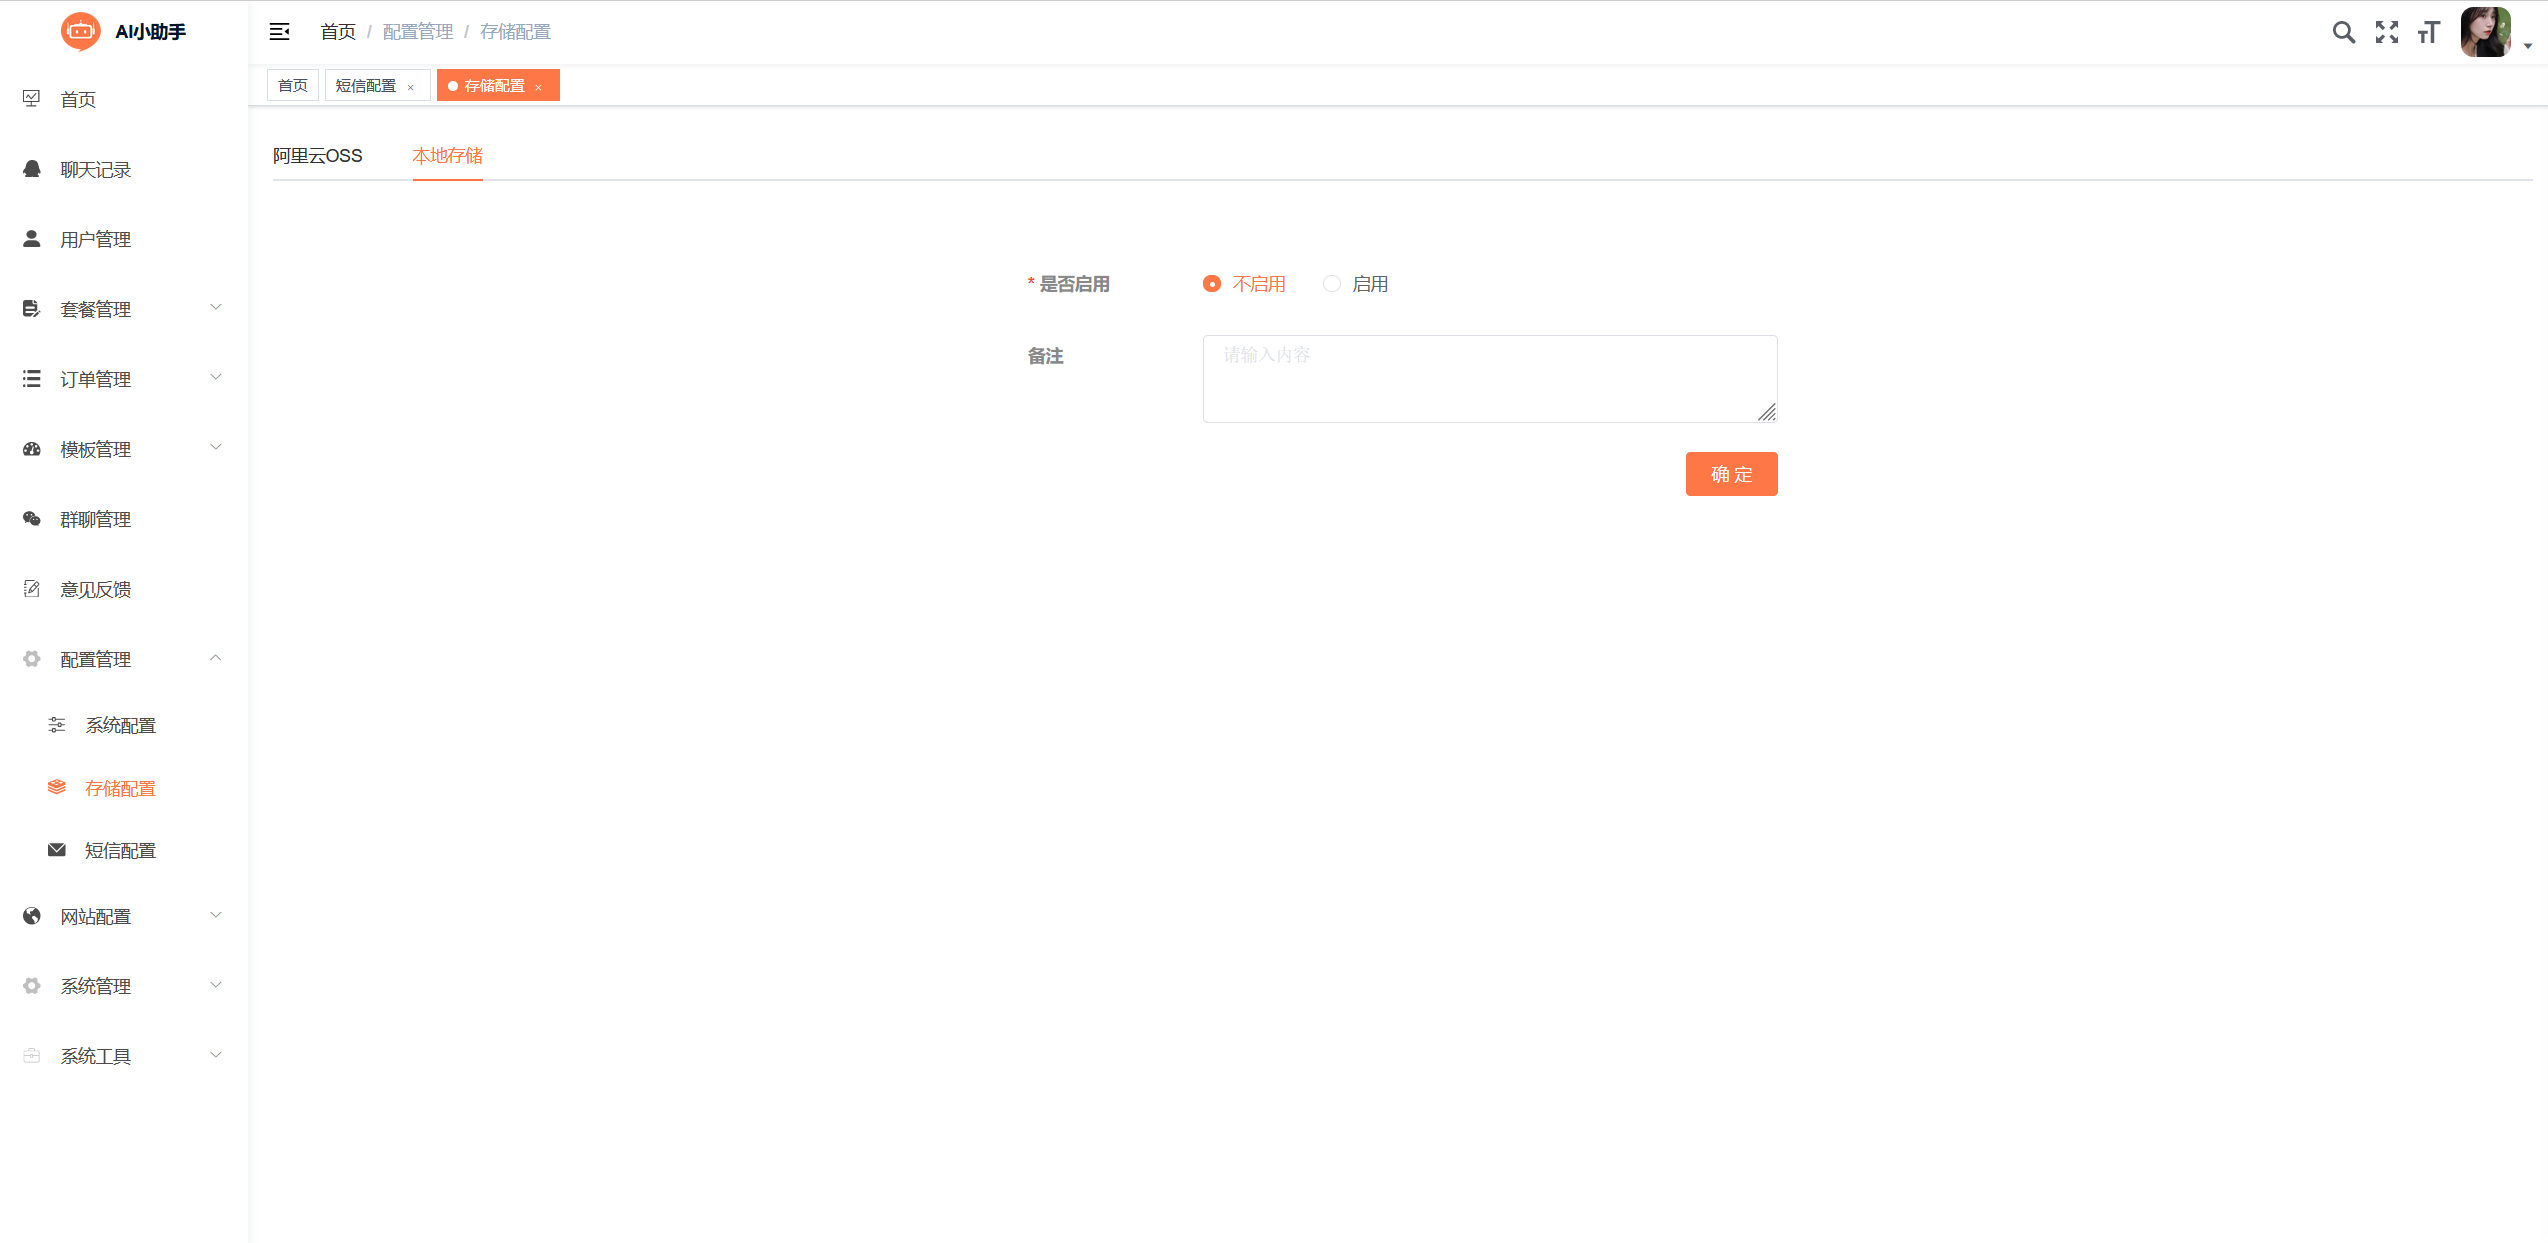 AI小助手
首页
聊天记录
用户管理
套餐管理
订单管理
模板管理
群聊管理
意见反馈
配置管理
系统配置
存储配置
短信配置
网站配置
系统管理
系统工具
首页 / 配置管理 / 存储配置
首页 短信配置 × 存储配置 ×
阿里云OSS 本地存储
* 是否启用 不启用 启用
备注 请输入内容
确 定